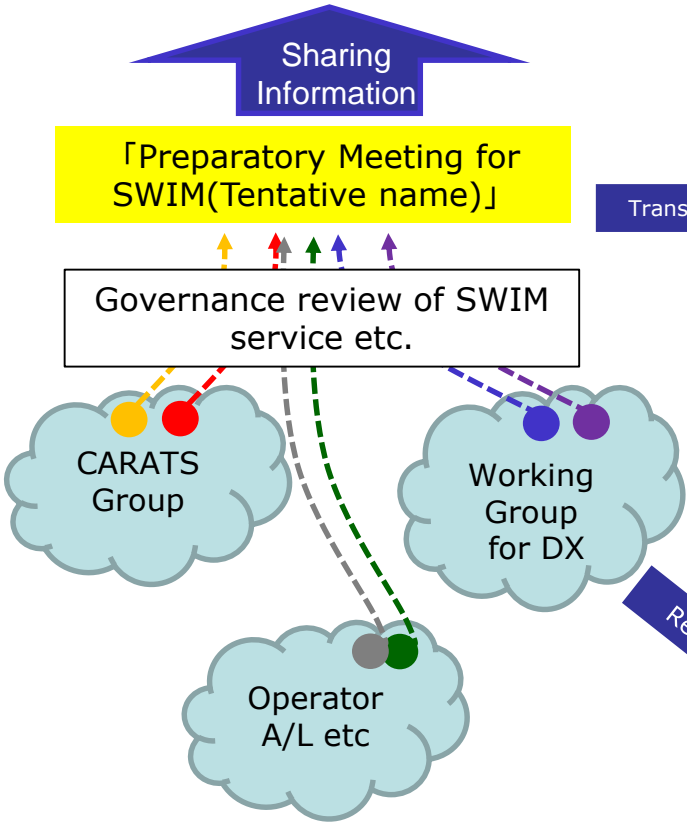 Sharing
Information
「Preparatory Meeting for
SWIM(Tentative name)」
Trans
Governance review of SWIM
service etc.
CARATS
Group
Working
Group
for DX
Re
Operator
A/L etc